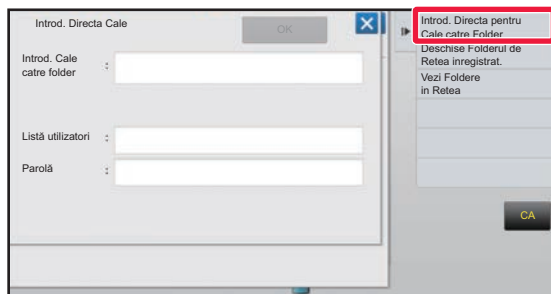 Introd. Directa Cale
OK
Introd. Cale
catre folder
:
Listă utilizatori :
Parolă :
Introd. Directa pentru
Cale catre Folder
Deschise Folderul de
Retea inregistrat.
Vezi Foldere
in Retea
CA